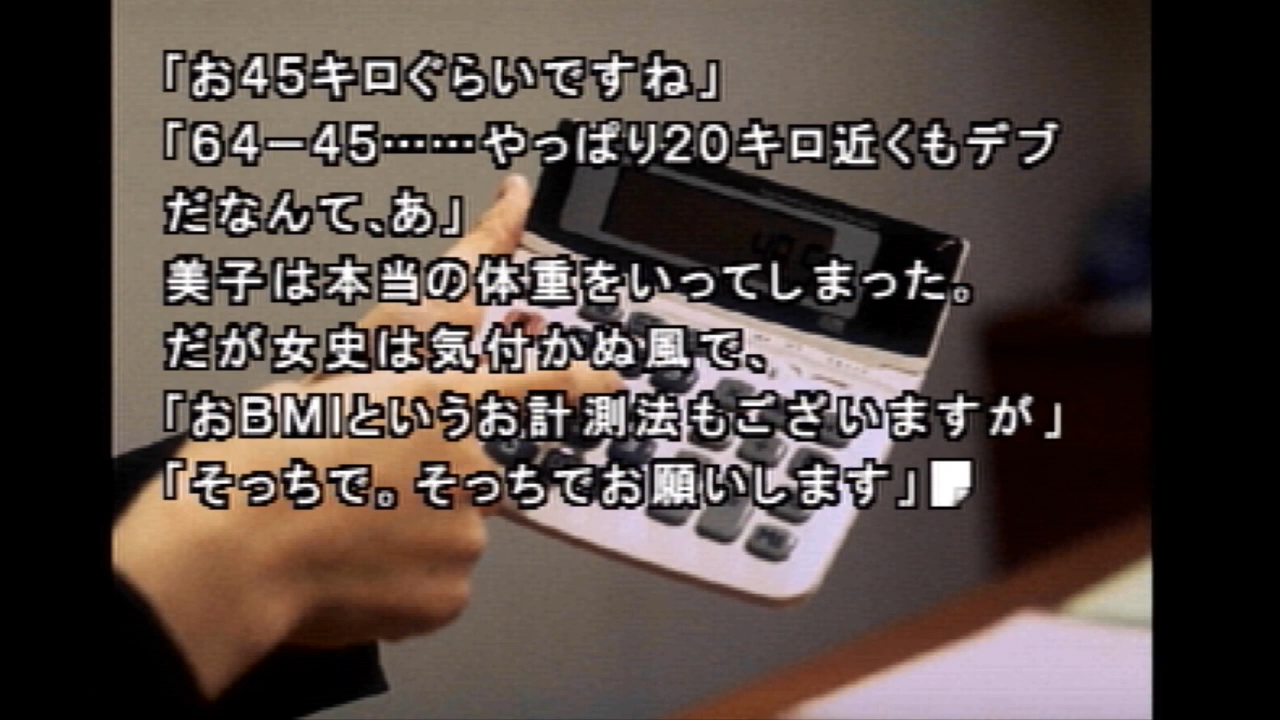 「お45キロぐらいですね」
「64－45……やっぱり20キロ近くもデブ
だなんて、あ」
美子は本当の体重をいってしまった。
だが女史は気付かぬ風で、
「おBMIというお計測法もございますが」
「そっちで。そっちでお願いします」